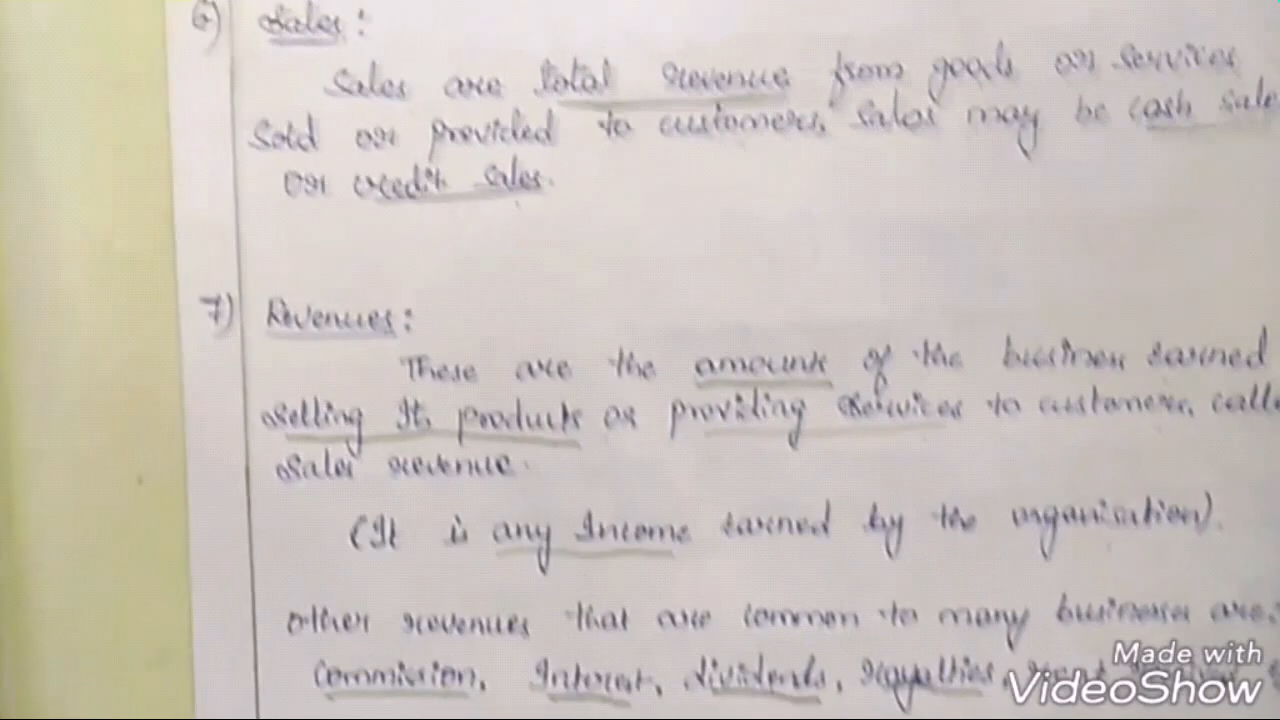 6) Sales:
Sales are total revenue from goods or services
sold or provided to customers, sales may be cash sale
or credit sales.
7) Revenues:
These are the amount of the business earned
selling Its products or providing services to customers, calle
sales revenue.
(It is any Income earned by the organisation).
other revenues that are common to many business are:
Commission, Interest, dividends, royalties, rent
Made with
VideoShow